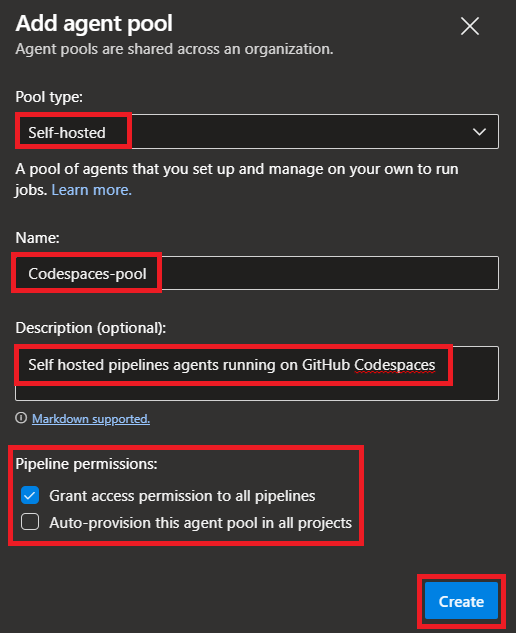 Add agent pool
Agent pools are shared across an organization.
Pool type:
Self-hosted
A pool of agents that you set up and manage on your own to run
jobs. Learn more.
Name:
Codespaces-pool
Description (optional):
Self hosted pipelines agents running on GitHub Codespaces
Markdown supported.
Pipeline permissions:
Grant access permission to all pipelines
Auto-provision this agent pool in all projects
Create